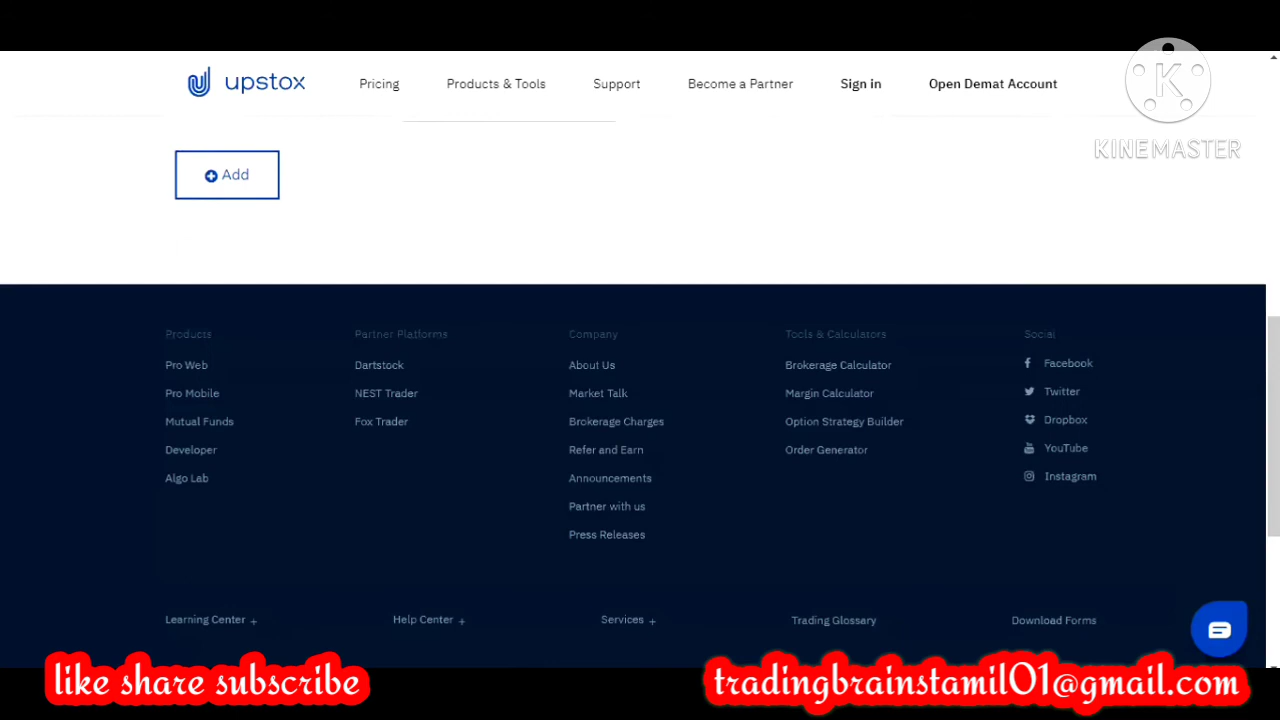 upstox Pricing Products & Tools Support Become a Partner Sign in Open Demat Account
K
KINEMASTER
Add
Products Partner Platforms Company Tools & Calculators Social
Pro Web Dartstock About Us Brokerage Calculator Facebook
Pro Mobile NEST Trader Market Talk Margin Calculator Twitter
Mutual Funds Fox Trader Brokerage Charges Option Strategy Builder Dropbox
Developer Refer and Earn Order Generator YouTube
Algo Lab Announcements Instagram
Partner with us
Press Releases
Learning Center + Help Center + Services + Trading Glossary Download Forms
like share subscribe tradingbrainstamil01@gmail.com